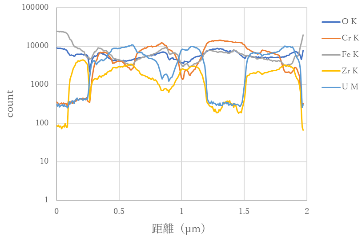 100000
10000
1000
100
10
1
count
0
0.5
1
1.5
2
距離（μm）
O K
Cr K
Fe K
Zr K
U M